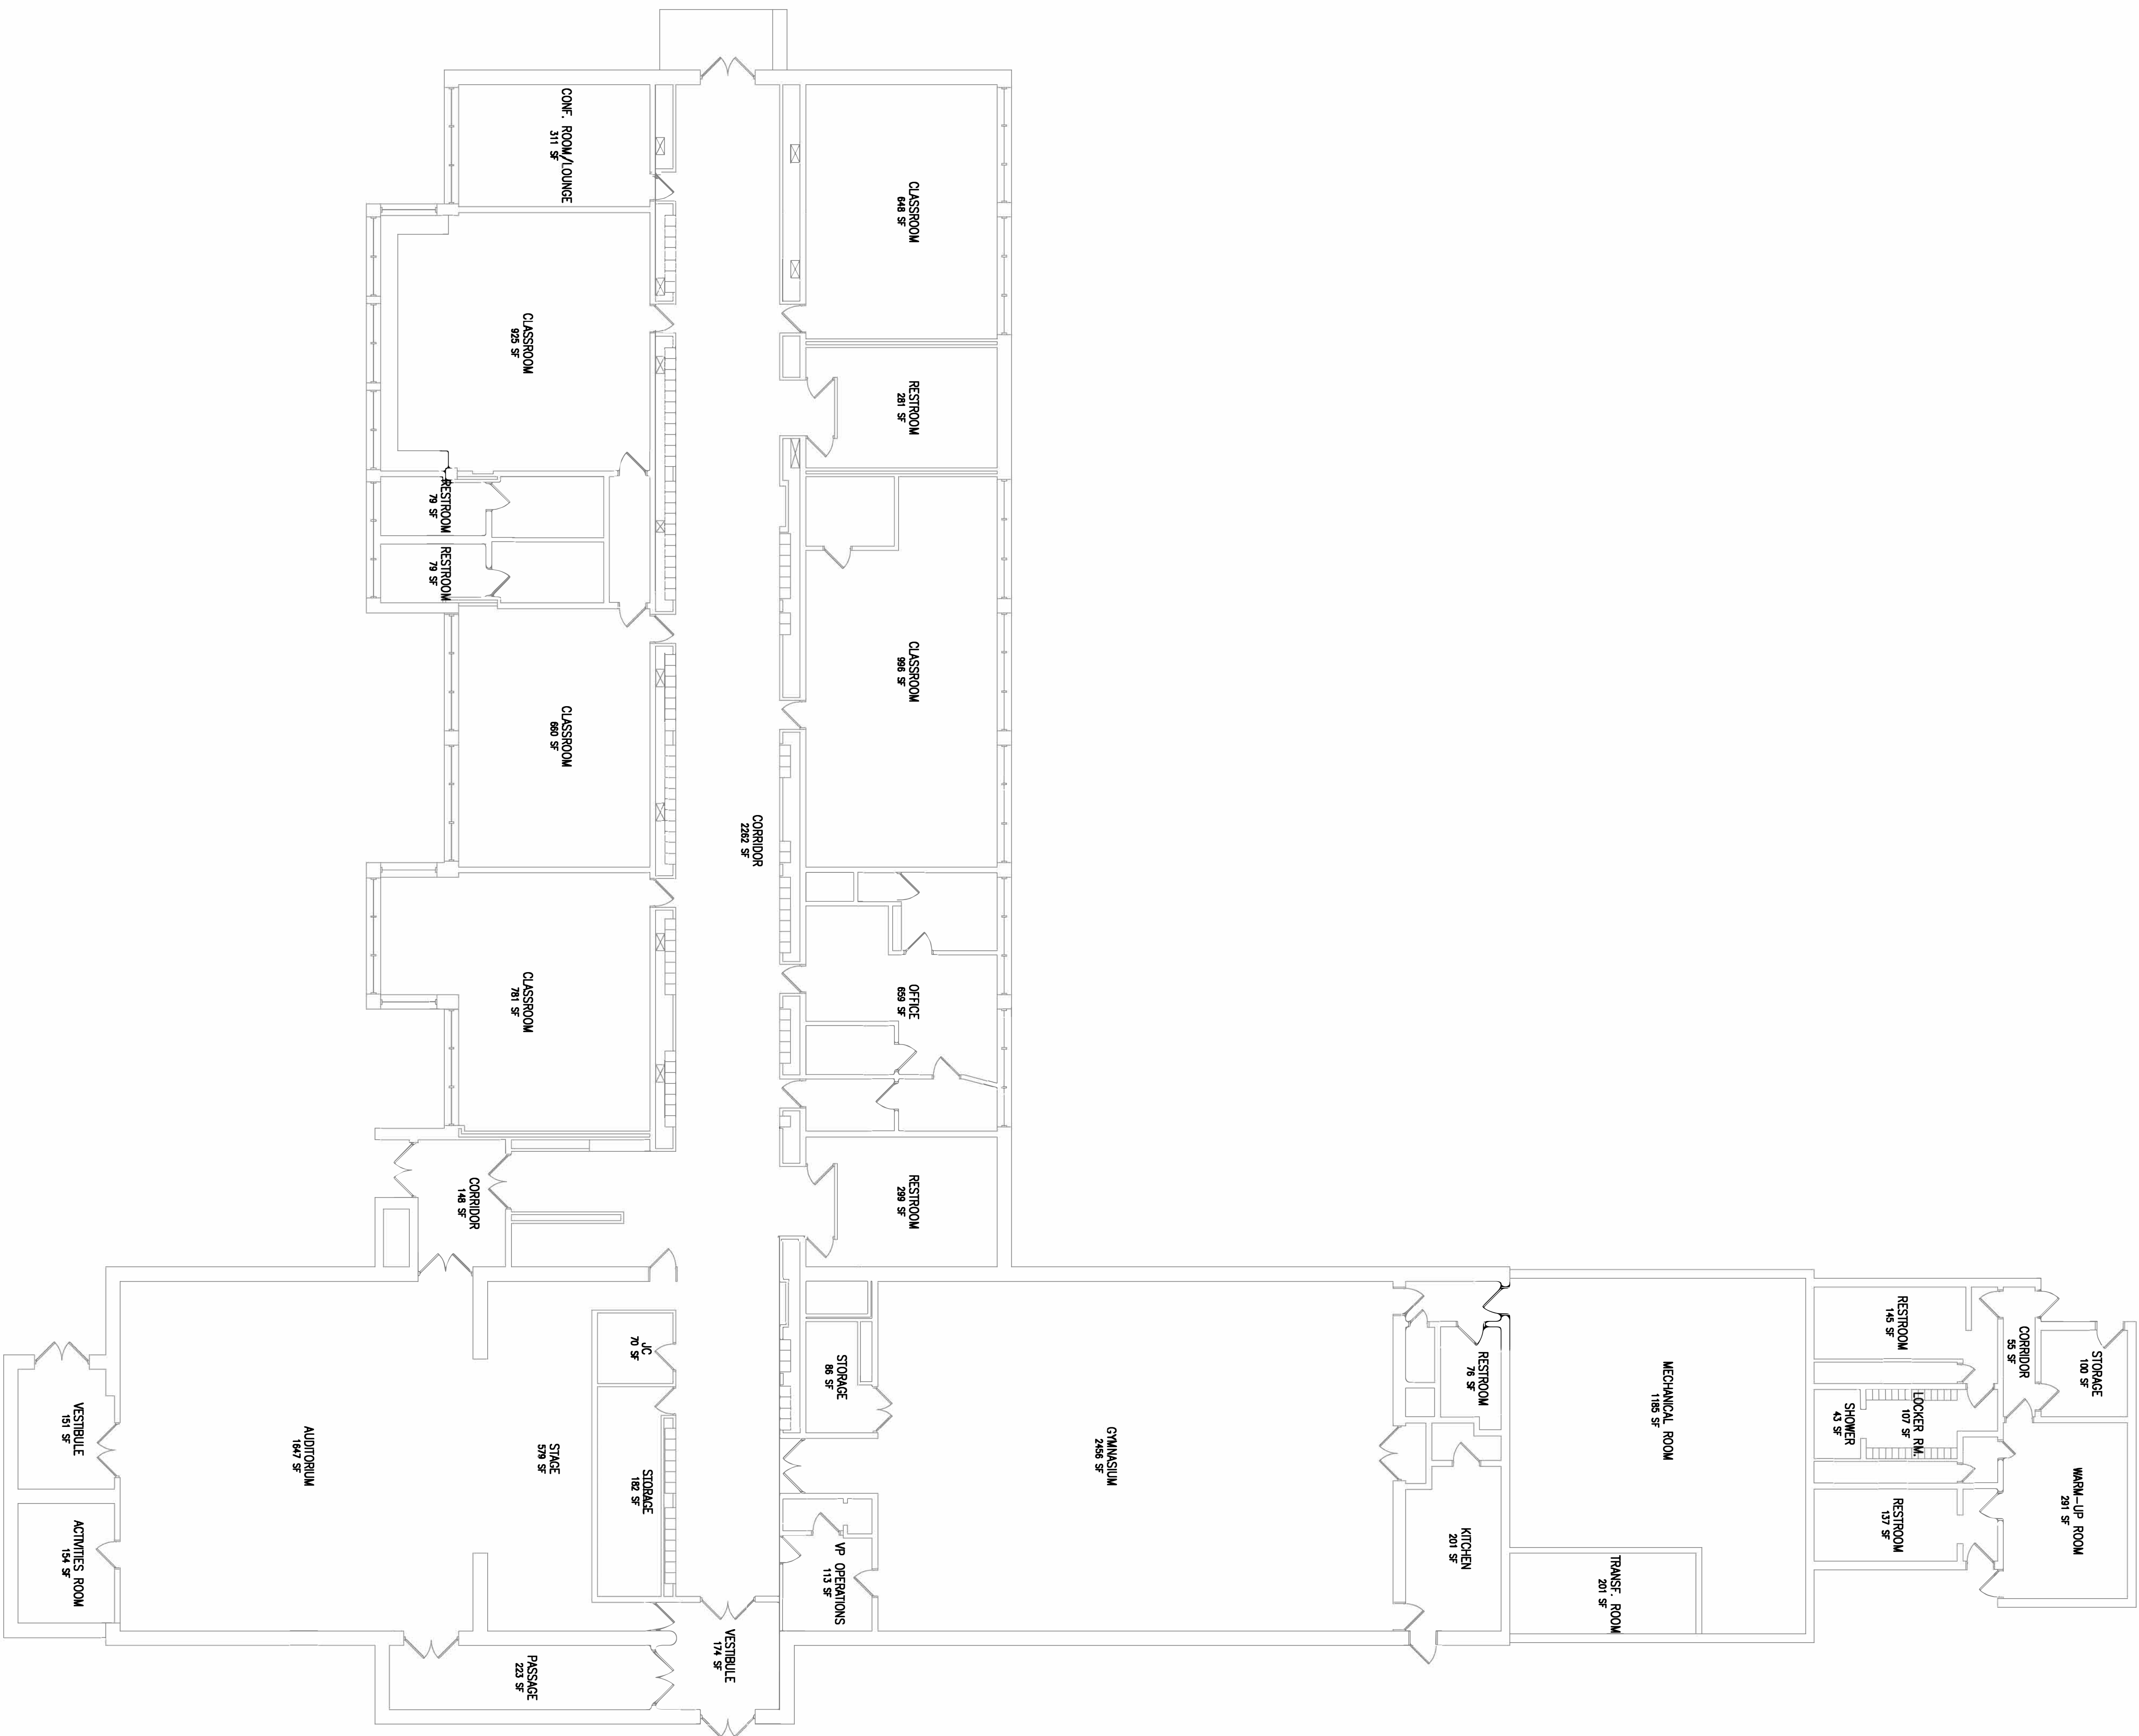 CONF. ROOM/LOUNGE
311 SF
CLASSROOM
648 SF
CLASSROOM
925 SF
RESTROOM
281 SF
RESTROOM
79 SF
RESTROOM
79 SF
CLASSROOM
996 SF
CLASSROOM
660 SF
CORRIDOR
2262 SF
CLASSROOM
781 SF
OFFICE
659 SF
CORRIDOR
148 SF
RESTROOM
299 SF
JC
70 SF
STORAGE
86 SF
RESTROOM
76 SF
MECHANICAL ROOM
1185 SF
RESTROOM
145 SF
CORRIDOR
55 SF
STORAGE
100 SF
LOCKER RM.
107 SF
SHOWER
43 SF
VESTIBULE
151 SF
AUDITORIUM
1647 SF
STAGE
579 SF
STORAGE
182 SF
GYMNASIUM
2456 SF
WARM-UP ROOM
291 SF
RESTROOM
137 SF
ACTIVITIES ROOM
154 SF
VP OPERATIONS
113 SF
KITCHEN
201 SF
TRANSF. ROOM
201 SF
PASSAGE
223 SF
VESTIBULE
174 SF